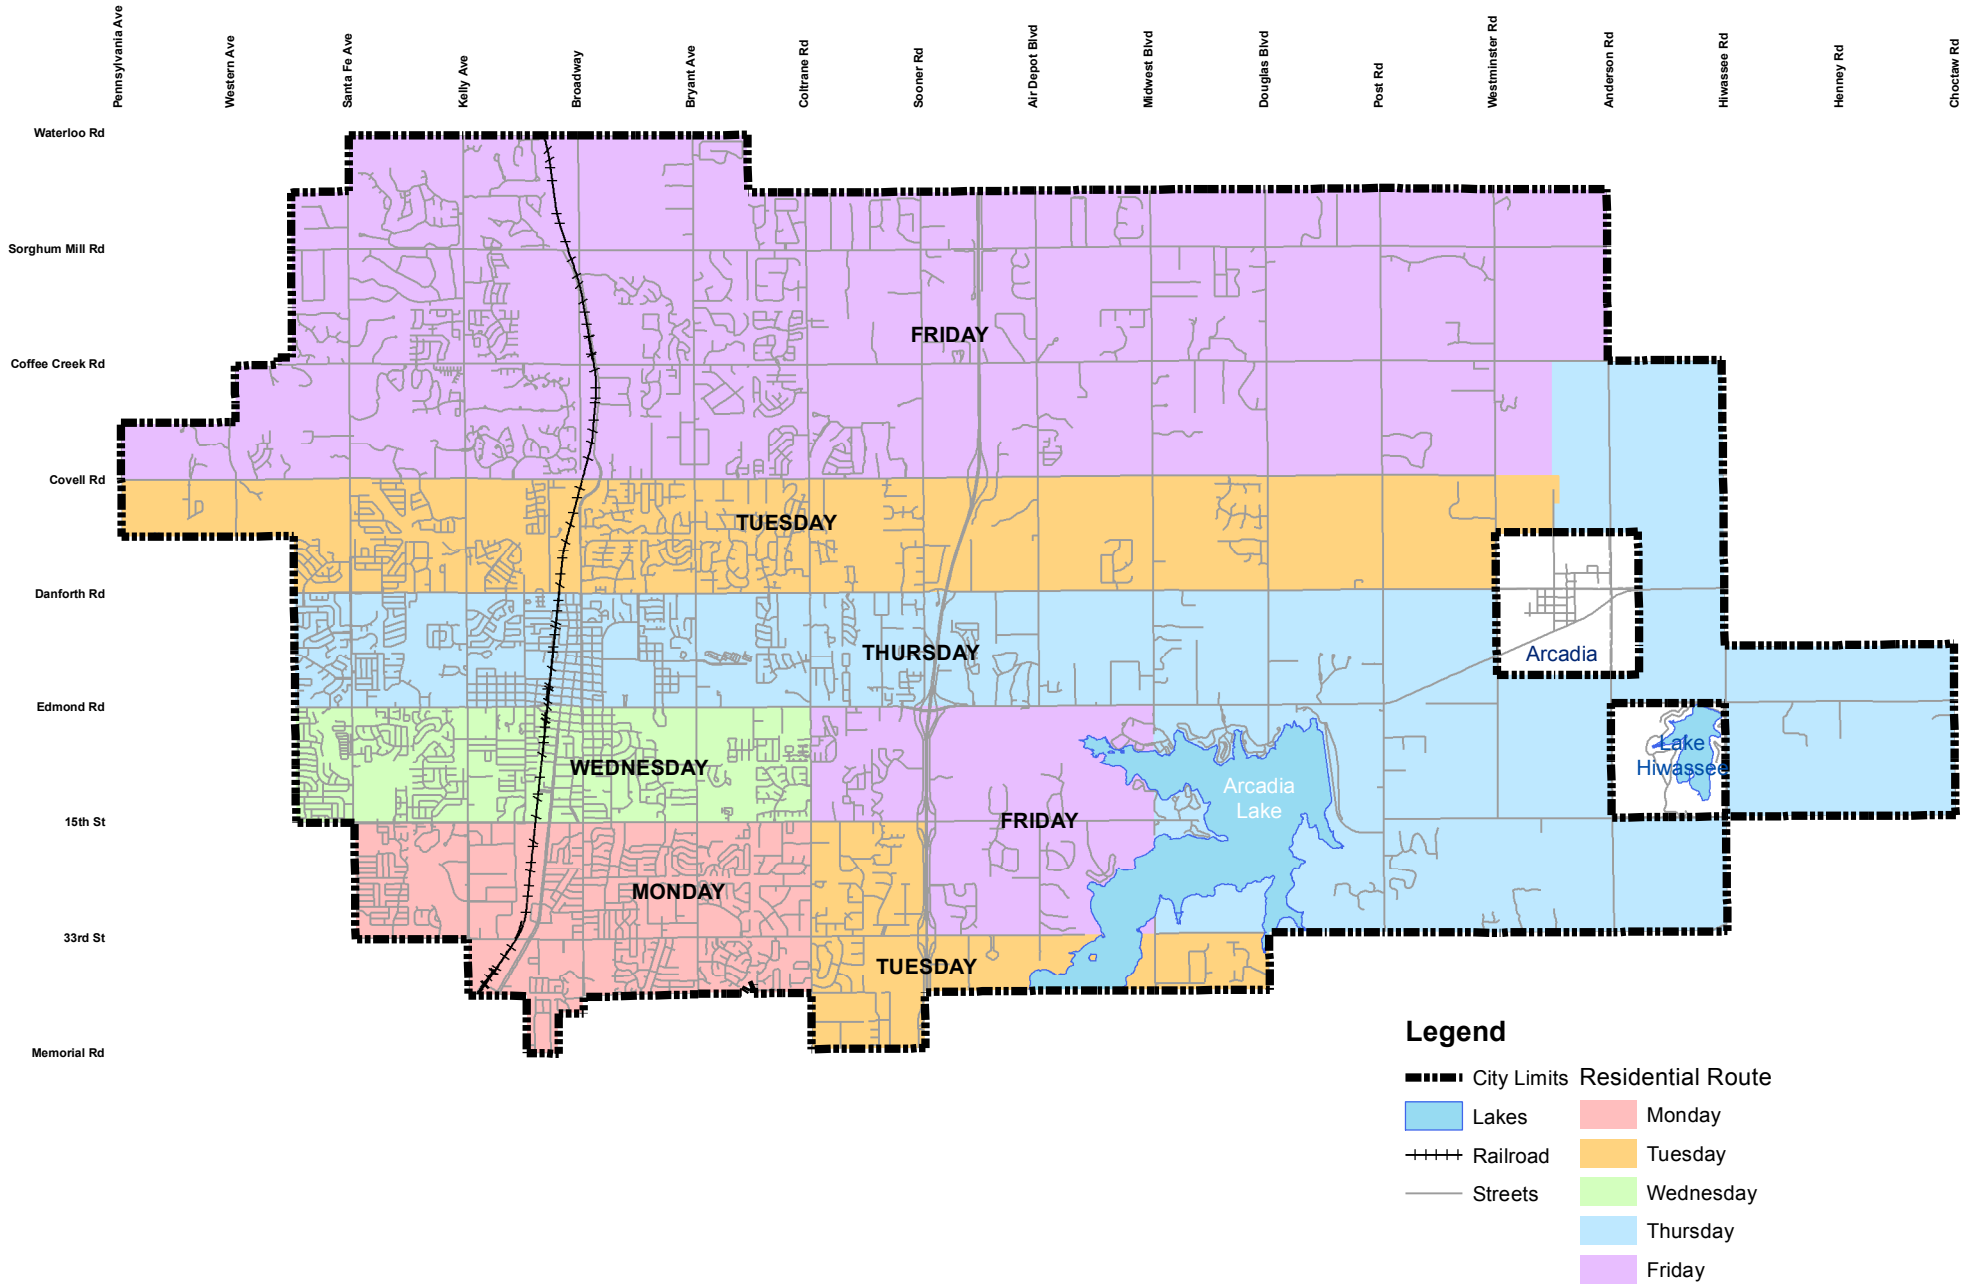 Pennsylvania Ave
Western Ave
Santa Fe Ave
Kelly Ave
Broadway
Bryant Ave
Coltrane Rd
Sooner Rd
Air Depot Blvd
Midwest Blvd
Douglas Blvd
Post Rd
Westminster Rd
Anderson Rd
Hiwassee Rd
Henney Rd
Choctaw Rd
Waterloo Rd
Sorghum Mill Rd
FRIDAY
Coffee Creek Rd
Covell Rd
TUESDAY
Danforth Rd
THURSDAY
Arcadia
Edmond Rd
Lake
Hiwassee
WEDNESDAY
Arcadia
Lake
15th St
FRIDAY
MONDAY
33rd St
TUESDAY
Memorial Rd
Legend
City Limits
Lakes
Railroad
Streets
Residential Route
Monday
Tuesday
Wednesday
Thursday
Friday